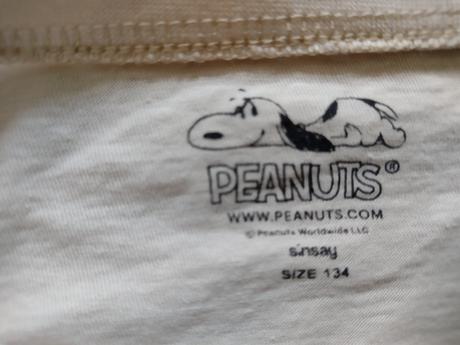 PEANUTS®
WWW.PEANUTS.COM
© Peanuts Worldwide LLC
sinsay
SIZE 134